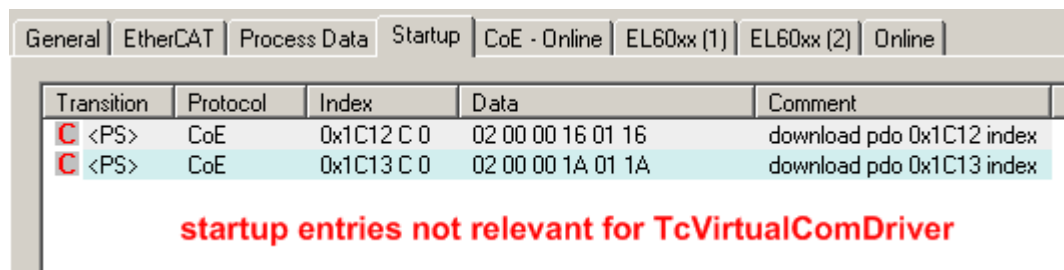 General EtherCAT Process Data Startup CoE - Online EL60xx (1) EL60xx (2) Online
Transition Protocol Index Data Comment
C <PS> CoE 0x1C12 C 0 02 00 00 16 01 16 download pdo 0x1C12 index
C <PS> CoE 0x1C13 C 0 02 00 00 1A 01 1A download pdo 0x1C13 index
startup entries not relevant for TcVirtualComDriver